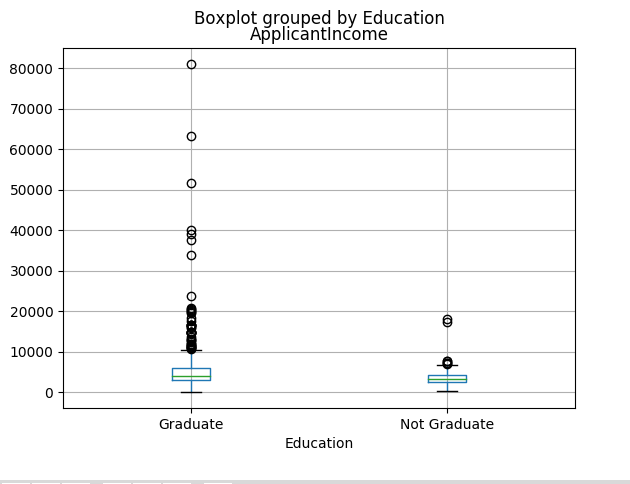 Boxplot grouped by Education
ApplicantIncome
80000
70000
60000
50000
40000
30000
20000
10000
0
Graduate
Not Graduate
Education